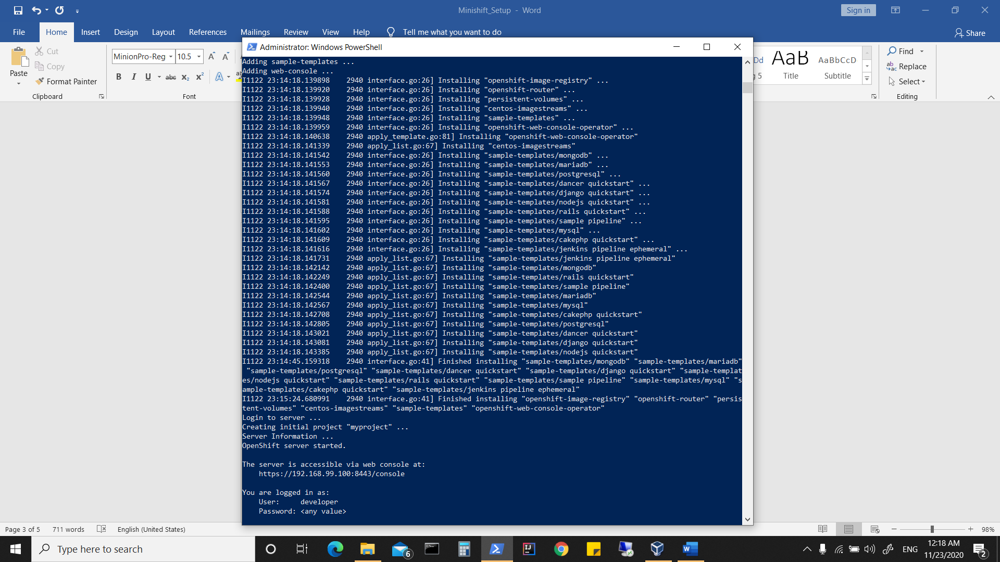 Minishift_Setup - Word
Sign in
File Home Insert Design Layout References Mailings Review View Help Tell me what you want to do
Share
Paste
Cut
Copy
Format Painter
Clipboard
MinionPro-Reg 10.5
B I U abc X₂ X² A
Font
Administrator: Windows PowerShell
AaB AaBbCcD
Title Subtitle
Find
Replace
Select
Editing
Adding sample-templates ...
Adding web-console ...
I1122 23:14:18.139898 2940 interface.go:26] Installing "openshift-image-registry" ...
I1122 23:14:18.139920 2940 interface.go:26] Installing "openshift-router" ...
I1122 23:14:18.139928 2940 interface.go:26] Installing "persistent-volumes" ...
I1122 23:14:18.139940 2940 interface.go:26] Installing "centos-imagestreams" ...
I1122 23:14:18.139948 2940 interface.go:26] Installing "sample-templates" ...
I1122 23:14:18.139959 2940 interface.go:26] Installing "openshift-web-console-operator" ...
I1122 23:14:18.140638 2940 apply_template.go:81] Installing "openshift-web-console-operator"
I1122 23:14:18.141339 2940 apply_list.go:67] Installing "centos-imagestreams"
I1122 23:14:18.141542 2940 interface.go:26] Installing "sample-templates/mongodb" ...
I1122 23:14:18.141553 2940 interface.go:26] Installing "sample-templates/mariadb" ...
I1122 23:14:18.141560 2940 interface.go:26] Installing "sample-templates/postgresql" ...
I1122 23:14:18.141567 2940 interface.go:26] Installing "sample-templates/dancer quickstart" ...
I1122 23:14:18.141574 2940 interface.go:26] Installing "sample-templates/django quickstart" ...
I1122 23:14:18.141581 2940 interface.go:26] Installing "sample-templates/nodejs quickstart" ...
I1122 23:14:18.141588 2940 interface.go:26] Installing "sample-templates/rails quickstart" ...
I1122 23:14:18.141595 2940 interface.go:26] Installing "sample-templates/sample pipeline" ...
I1122 23:14:18.141602 2940 interface.go:26] Installing "sample-templates/mysql" ...
I1122 23:14:18.141609 2940 interface.go:26] Installing "sample-templates/cakephp quickstart" ...
I1122 23:14:18.141616 2940 interface.go:26] Installing "sample-templates/jenkins pipeline ephemeral" ...
I1122 23:14:18.141731 2940 apply_list.go:67] Installing "sample-templates/jenkins pipeline ephemeral"
I1122 23:14:18.142142 2940 apply_list.go:67] Installing "sample-templates/mongodb"
I1122 23:14:18.142249 2940 apply_list.go:67] Installing "sample-templates/rails quickstart"
I1122 23:14:18.142400 2940 apply_list.go:67] Installing "sample-templates/sample pipeline"
I1122 23:14:18.142544 2940 apply_list.go:67] Installing "sample-templates/mariadb"
I1122 23:14:18.142567 2940 apply_list.go:67] Installing "sample-templates/mysql"
I1122 23:14:18.142708 2940 apply_list.go:67] Installing "sample-templates/cakephp quickstart"
I1122 23:14:18.142805 2940 apply_list.go:67] Installing "sample-templates/postgresql"
I1122 23:14:18.143021 2940 apply_list.go:67] Installing "sample-templates/dancer quickstart"
I1122 23:14:18.143081 2940 apply_list.go:67] Installing "sample-templates/django quickstart"
I1122 23:14:18.143385 2940 apply_list.go:67] Installing "sample-templates/nodejs quickstart"
I1122 23:14:45.159318 2940 interface.go:41] Finished installing "sample-templates/mongodb" "sample-templates/mariadb"
"sample-templates/postgresql" "sample-templates/dancer quickstart" "sample-templates/django quickstart" "sample-templat
es/nodejs quickstart" "sample-templates/rails quickstart" "sample-templates/sample pipeline" "sample-templates/mysql" "s
ample-templates/cakephp quickstart" "sample-templates/jenkins pipeline ephemeral"
I1122 23:15:24.680991 2940 interface.go:41] Finished installing "openshift-image-registry" "openshift-router" "persis
tent-volumes" "centos-imagestreams" "sample-templates" "openshift-web-console-operator"
Login to server ...
Creating initial project "myproject" ...
Server Information ...
OpenShift server started.
The server is accessible via web console at:
https://192.168.99.100:8443/console
You are logged in as:
User: developer
Password: <any value>
Page 3 of 5 711 words English (United States)
98%
Type here to search
6
ENG
12:18 AM
11/23/2020
2